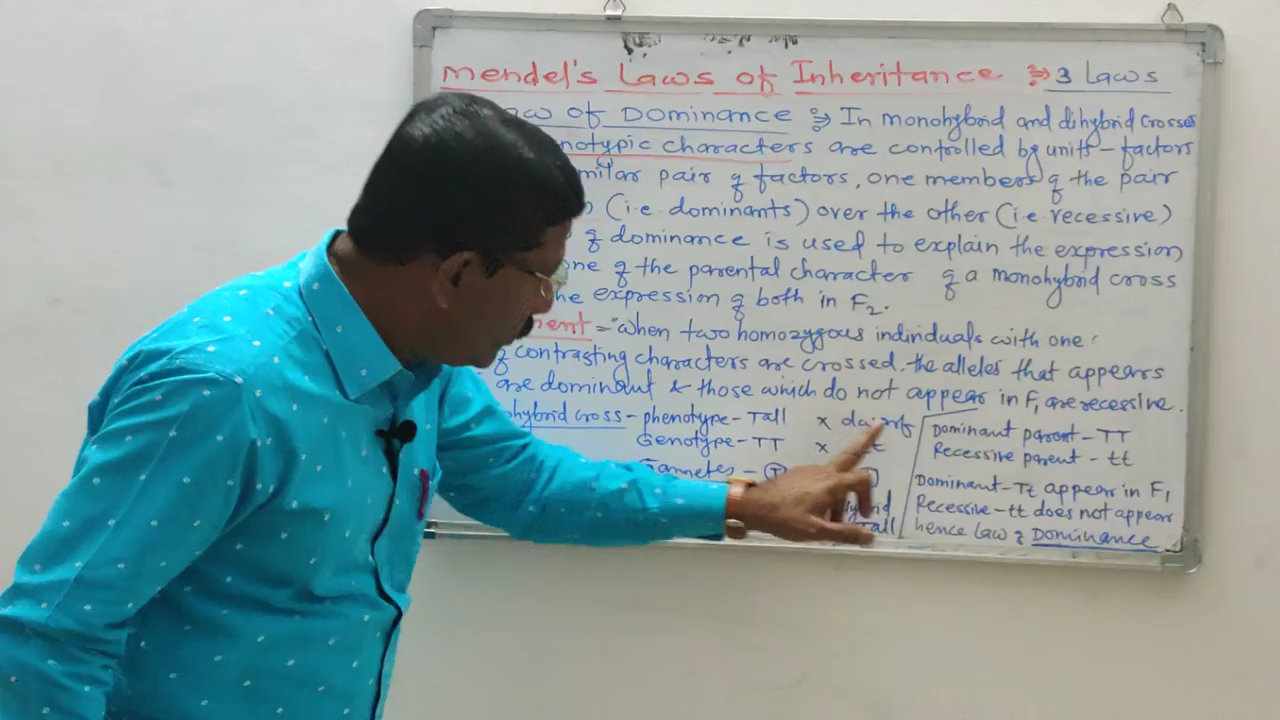 Mendel's Laws of Inheritance ⇒ 3 Laws
aw of Dominance ⇒ In monohybrid and dihybrid crosses
notypic characters are controlled by units - factors
milar pair of factors, one members of the pair
(i.e. dominants) over the other (i.e. recessive)
of dominance is used to explain the expression
one of the parental character of a monohybrid cross
he expression of both in F2.
ment = "when two homozygous individuals with one
of contrasting characters are crossed. the alleles that appears
are dominant & those which do not appear in F1 are recessive.
hybrid cross - phenotype - Tall x dwarf
Genotype - TT x t
Gametes - T
ybrid
Tall
Dominant parent - TT
Recessive parent - tt
Dominant - Tt appear in F1
Recessive - tt does not appear
hence law of Dominance